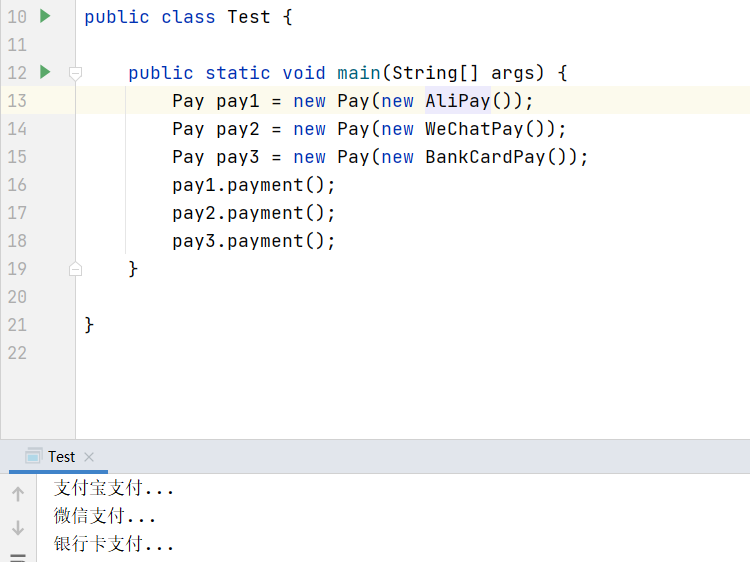 10 public class Test {
11
12 public static void main(String[] args) {
13 Pay pay1 = new Pay(new AliPay());
14 Pay pay2 = new Pay(new WeChatPay());
15 Pay pay3 = new Pay(new BankCardPay());
16 pay1.payment();
17 pay2.payment();
18 pay3.payment();
19 }
20
21 }
22
Test
支付宝支付...
微信支付...
银行卡支付...